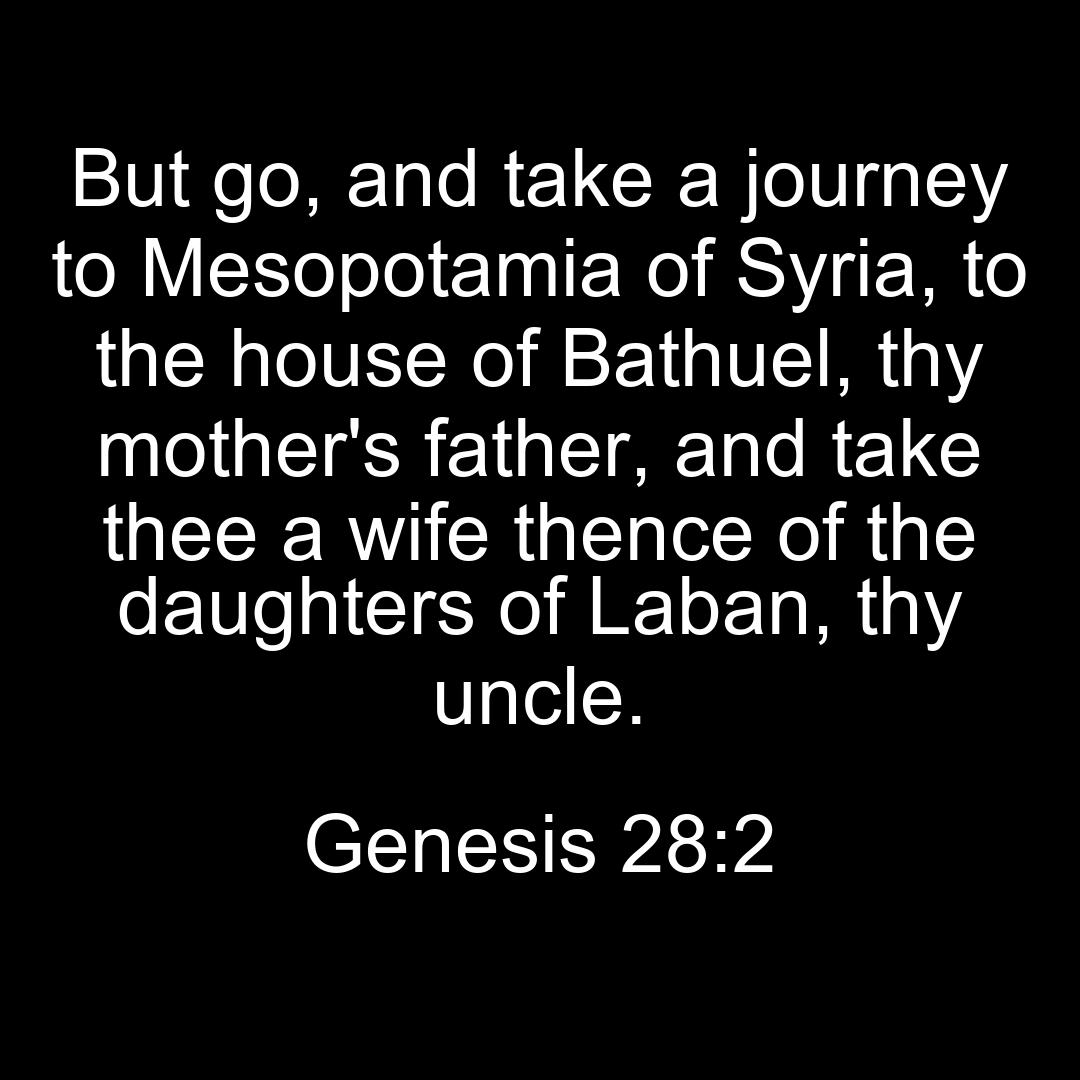 But go, and take a journey
to Mesopotamia of Syria, to
the house of Bathuel, thy
mother's father, and take
thee a wife thence of the
daughters of Laban, thy
uncle.
Genesis 28:2